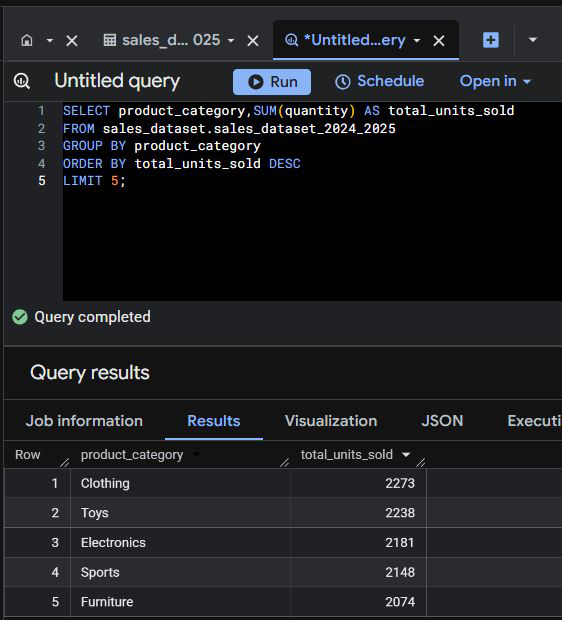 sales_d... 025
*Untitled...ery
Untitled query
Run
Schedule
Open in
1 SELECT product_category,SUM(quantity) AS total_units_sold
2 FROM sales_dataset.sales_dataset_2024_2025
3 GROUP BY product_category
4 ORDER BY total_units_sold DESC
5 LIMIT 5;
Query completed
Query results
Job information Results Visualization JSON Executi
Row product_category total_units_sold
1 Clothing 2273
2 Toys 2238
3 Electronics 2181
4 Sports 2148
5 Furniture 2074